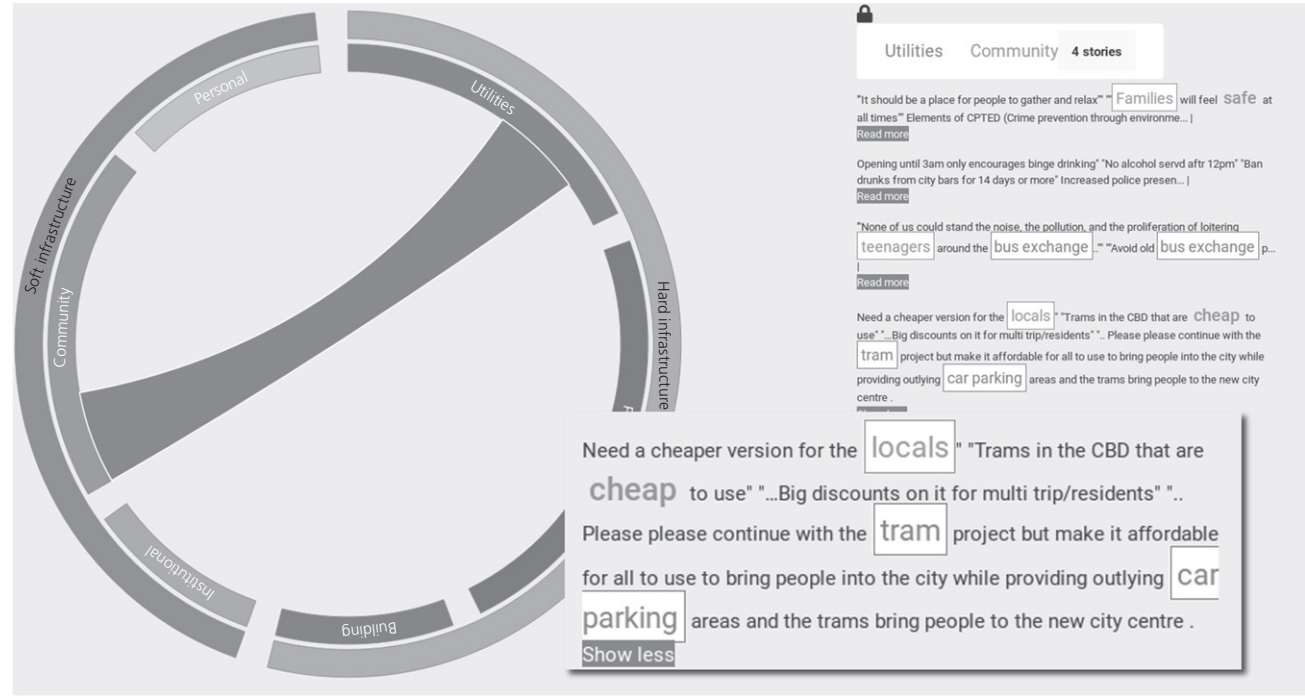 Personal
Utilities
Soft infrastructure
Community
Hard infrastructure
Institutional
Building
Utilities Community 4 stories
"It should be a place for people to gather and relax"" ""Families will feel safe at
all times"" Elements of CPTED (Crime prevention through environme... |
Read more
Opening until 3am only encourages binge drinking" "No alcohol servd aftr 12pm" "Ban
drunks from city bars for 14 days or more" Increased police presen... |
Read more
"None of us could stand the noise, the pollution, and the proliferation of loitering
teenagers around the bus exchange ."" ""Avoid old bus exchange p...
|
Read more
Need a cheaper version for the locals " "Trams in the CBD that are cheap to
use" "...Big discounts on it for multi trip/residents" ".. Please please continue with the
tram project but make it affordable for all to use to bring people into the city while
providing outlying car parking areas and the trams bring people to the new city
centre .
Need a cheaper version for the locals " "Trams in the CBD that are
cheap to use" "...Big discounts on it for multi trip/residents" "..
Please please continue with the tram project but make it affordable
for all to use to bring people into the city while providing outlying car
parking areas and the trams bring people to the new city centre .
Show less